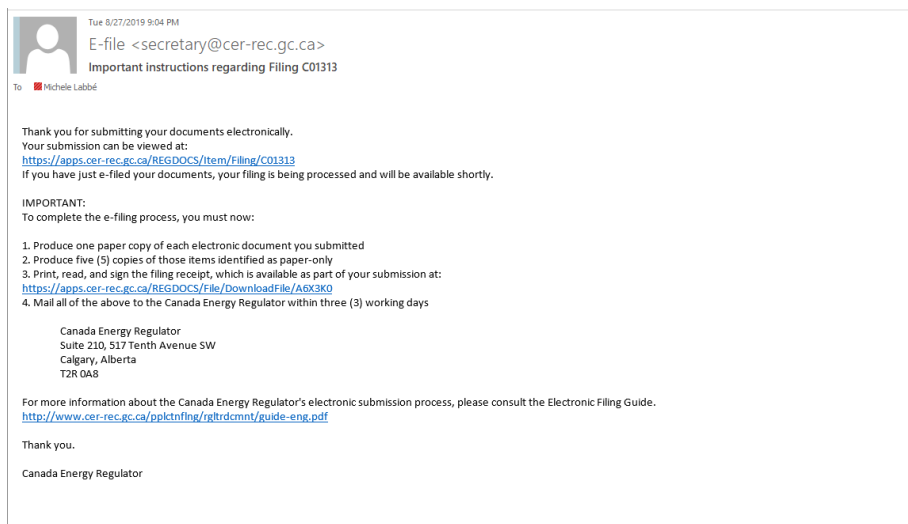 Tue 8/27/2019 9:04 PM
E-file <secretary@cer-rec.gc.ca>
Important instructions regarding Filing C01313
To Michele Labbé
Thank you for submitting your documents electronically.
Your submission can be viewed at:
https://apps.cer-rec.gc.ca/REGDOCS/Item/Filing/C01313
If you have just e-filed your documents, your filing is being processed and will be available shortly.
IMPORTANT:
To complete the e-filing process, you must now:
1. Produce one paper copy of each electronic document you submitted
2. Produce five (5) copies of those items identified as paper-only
3. Print, read, and sign the filing receipt, which is available as part of your submission at:
https://apps.cer-rec.gc.ca/REGDOCS/File/DownloadFile/A6X3K0
4. Mail all of the above to the Canada Energy Regulator within three (3) working days
Canada Energy Regulator
Suite 210, 517 Tenth Avenue SW
Calgary, Alberta
T2R 0A8
For more information about the Canada Energy Regulator's electronic submission process, please consult the Electronic Filing Guide.
http://www.cer-rec.gc.ca/pplctnflng/rgltrdcmnt/guide-eng.pdf
Thank you.
Canada Energy Regulator